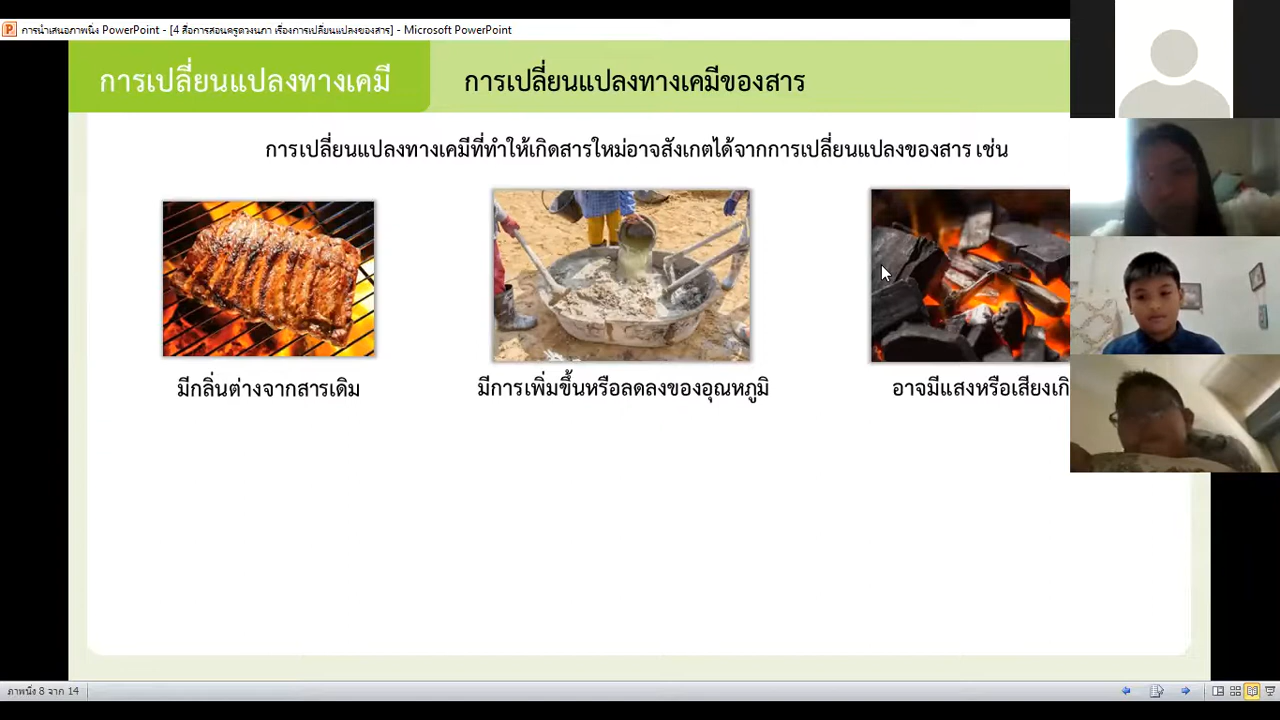 การนำเสนอภาพนิ่ง PowerPoint - [4 สื่อการสอนครูดวงนภา เรื่องการเปลี่ยนแปลงของสาร] - Microsoft PowerPoint
การเปลี่ยนแปลงทางเคมี
การเปลี่ยนแปลงทางเคมีของสาร
การเปลี่ยนแปลงทางเคมีที่ทำให้เกิดสารใหม่อาจสังเกตได้จากการเปลี่ยนแปลงของสาร เช่น
มีกลิ่นต่างจากสารเดิม
มีการเพิ่มขึ้นหรือลดลงของอุณหภูมิ
อาจมีแสงหรือเสียงเกิ
ภาพนิ่ง 8 จาก 14